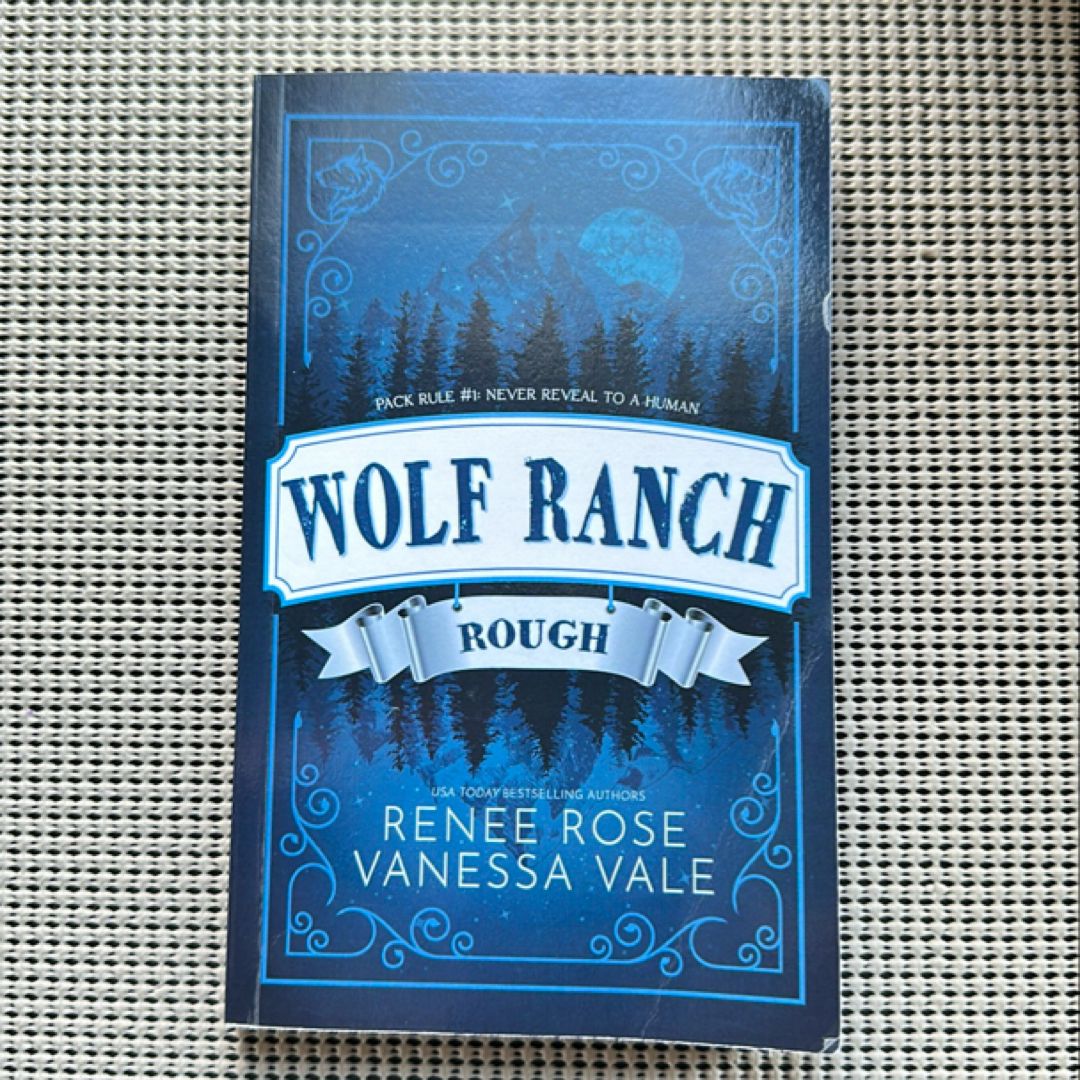 PACK RULE #1: NEVER REVEAL TO A HUMAN
WOLF RANCH
ROUGH
USA TODAY BESTSELLING AUTHORS
RENEE ROSE
VANESSA VALE